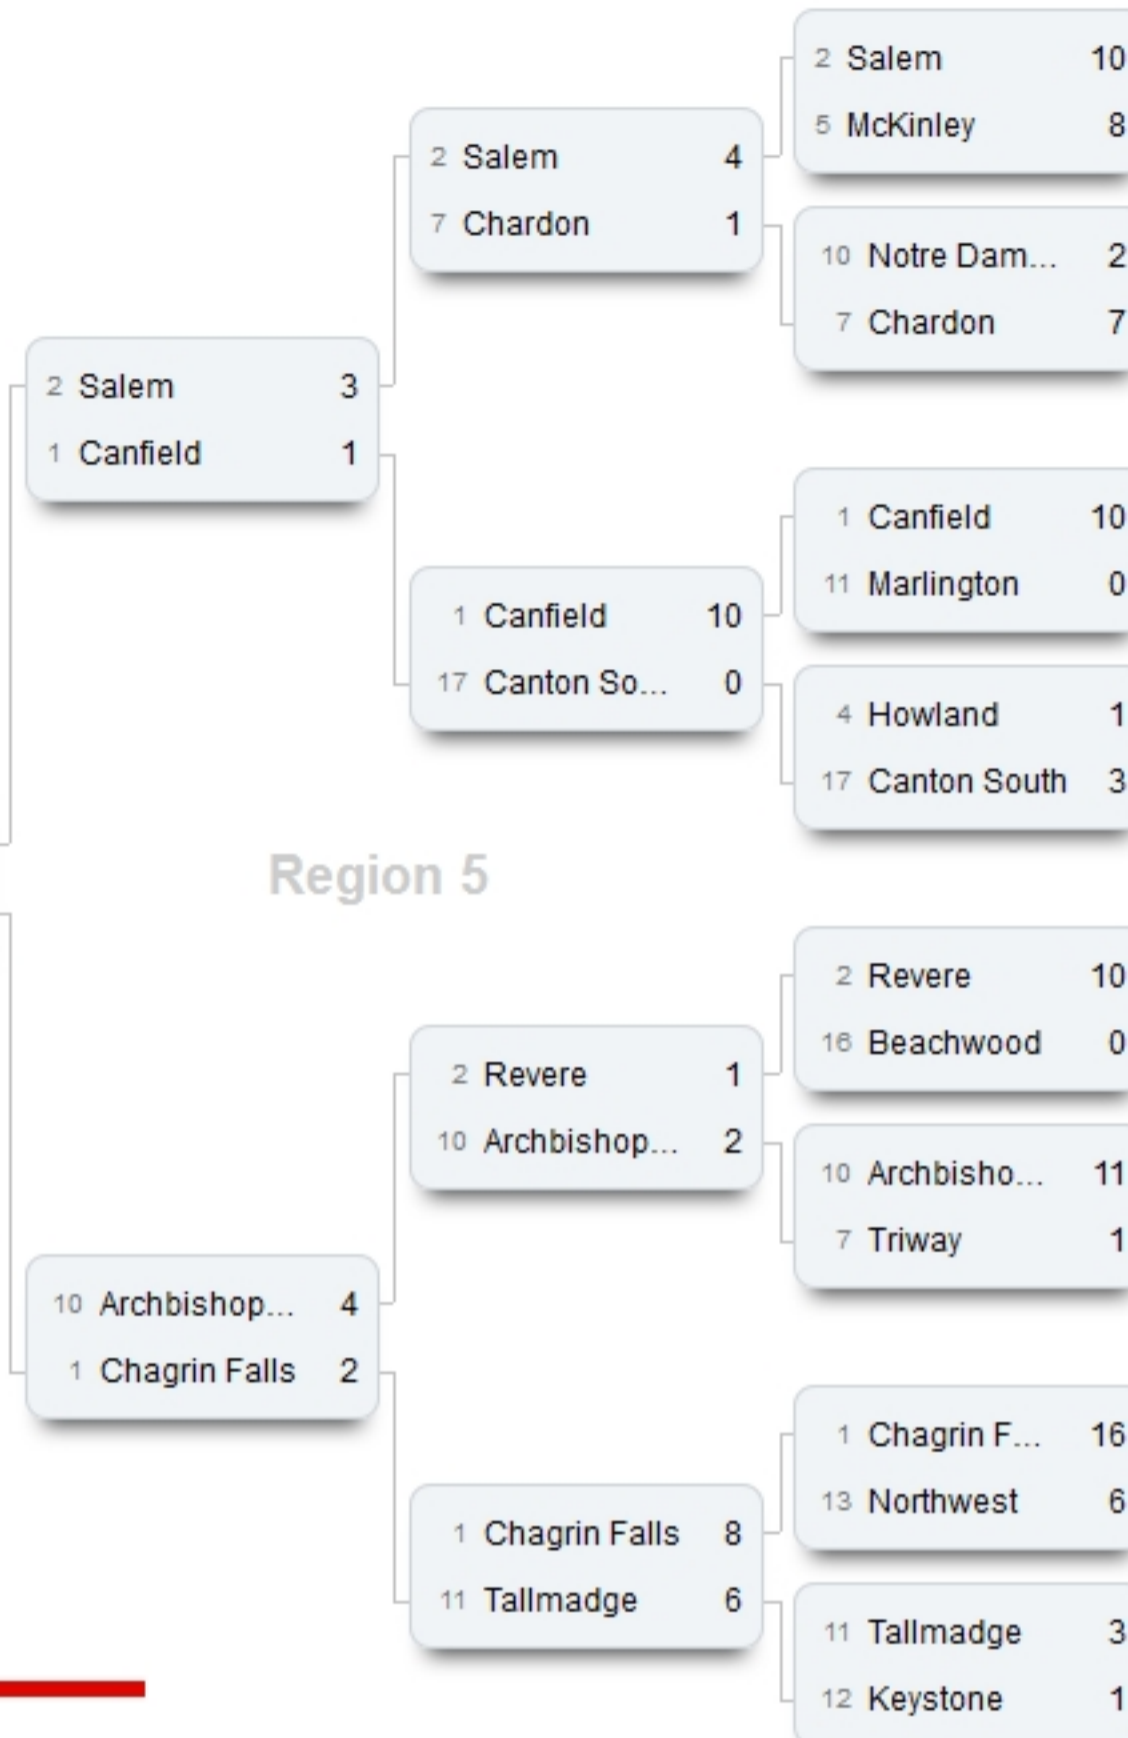 2 Salem 10
5 McKinley 8
2 Salem 4
7 Chardon 1
10 Notre Dam... 2
7 Chardon 7
2 Salem 3
1 Canfield 1
1 Canfield 10
11 Marlington 0
1 Canfield 10
17 Canton So... 0
4 Howland 1
17 Canton South 3
Region 5
2 Revere 10
16 Beachwood 0
2 Revere 1
10 Archbishop... 2
10 Archbisho... 11
7 Triway 1
10 Archbishop... 4
1 Chagrin Falls 2
1 Chagrin F... 16
13 Northwest 6
1 Chagrin Falls 8
11 Tallmadge 6
11 Tallmadge 3
12 Keystone 1